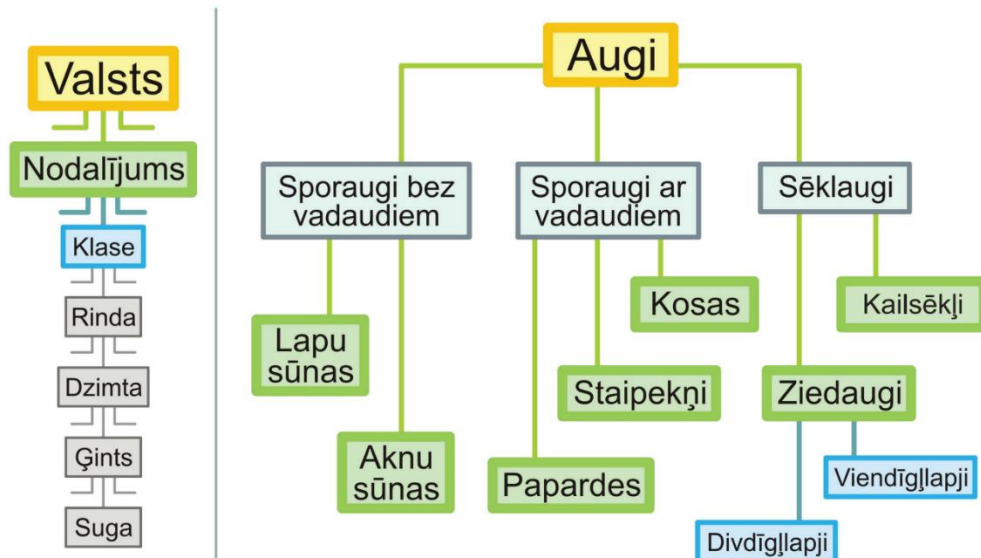 Valsts
Nodalījums
Klase
Rinda
Dzimta
Ģints
Suga
Augi
Sporaugi bez
vadaudiem
Sporaugi ar
vadaudiem
Sēklaugi
Lapu
sūnas
Aknu
sūnas
Papardes
Staipekņi
Kosas
Kailsēkļi
Ziedaugi
Viendīgļlapji
Divdīgļlapji